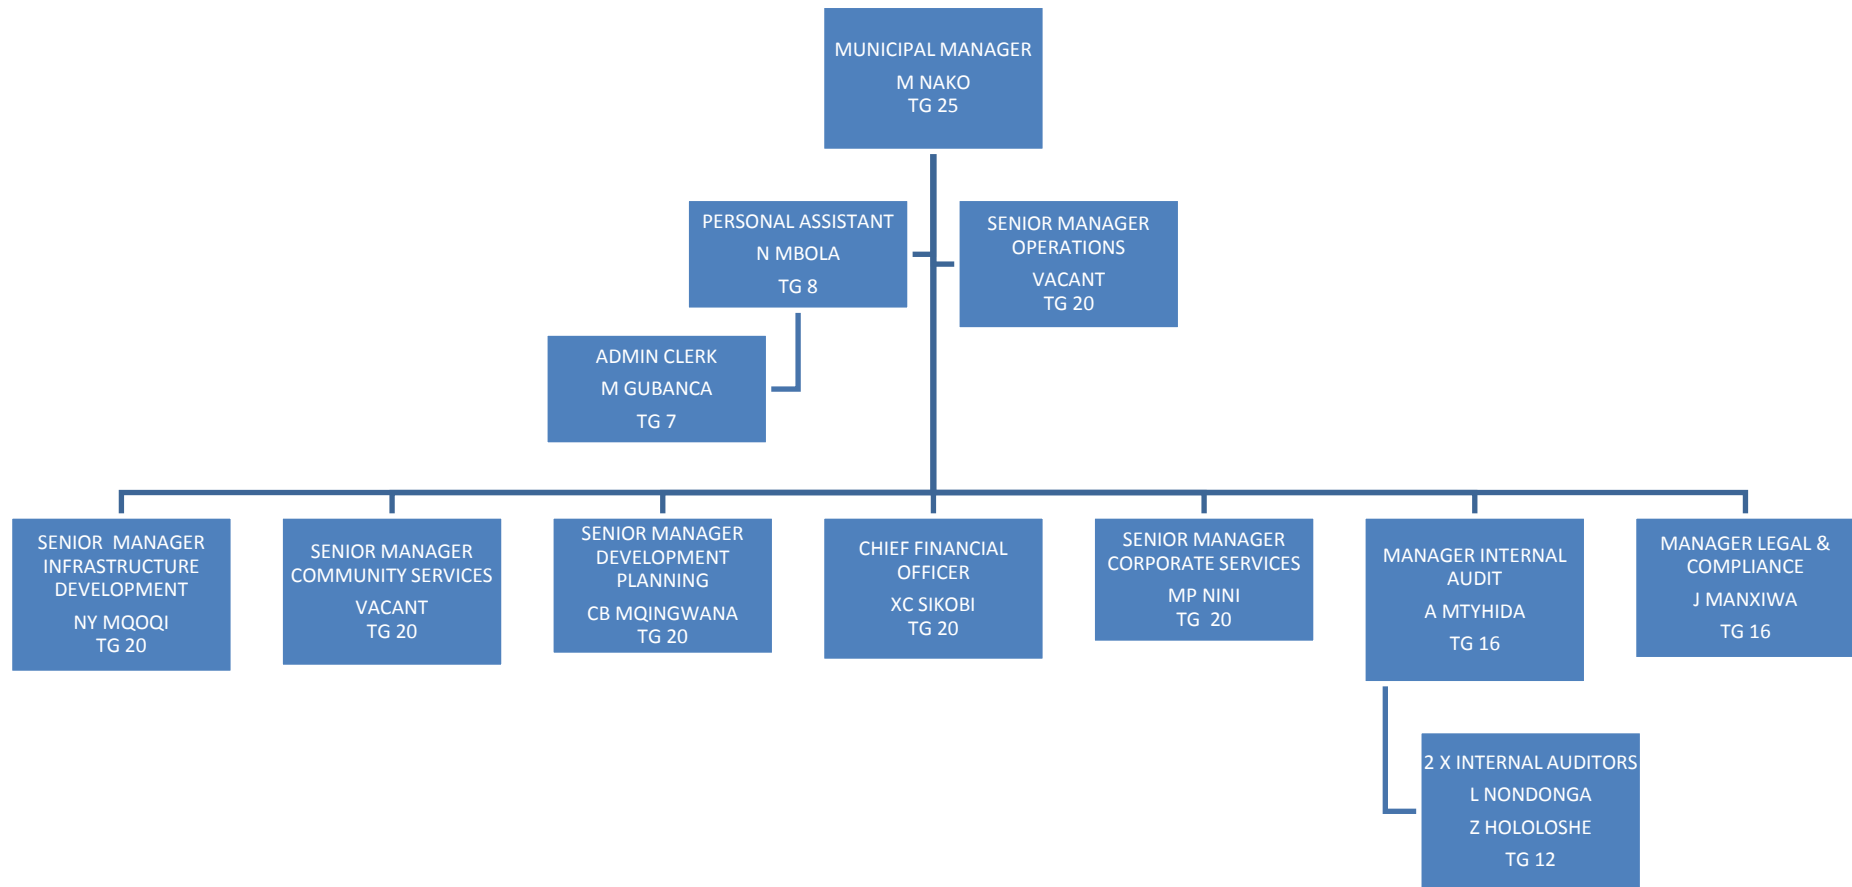 MUNICIPAL MANAGER
M NAKO
TG 25
PERSONAL ASSISTANT
N MBOLA
TG 8
SENIOR MANAGER
OPERATIONS
VACANT
TG 20
ADMIN CLERK
M GUBANCA
TG 7
SENIOR  MANAGER
INFRASTRUCTURE
DEVELOPMENT
NY MQOQI
TG 20
SENIOR MANAGER
COMMUNITY SERVICES
VACANT
TG 20
SENIOR MANAGER
DEVELOPMENT
PLANNING
CB MQINGWANA
TG 20
CHIEF FINANCIAL
OFFICER
XC SIKOBI
TG 20
SENIOR MANAGER
CORPORATE SERVICES
MP NINI
TG  20
MANAGER INTERNAL
AUDIT
A MTYHIDA
TG 16
MANAGER LEGAL &
COMPLIANCE
J MANXIWA
TG 16
2 X INTERNAL AUDITORS
L NONDONGA
Z HOLOLOSHE
TG 12